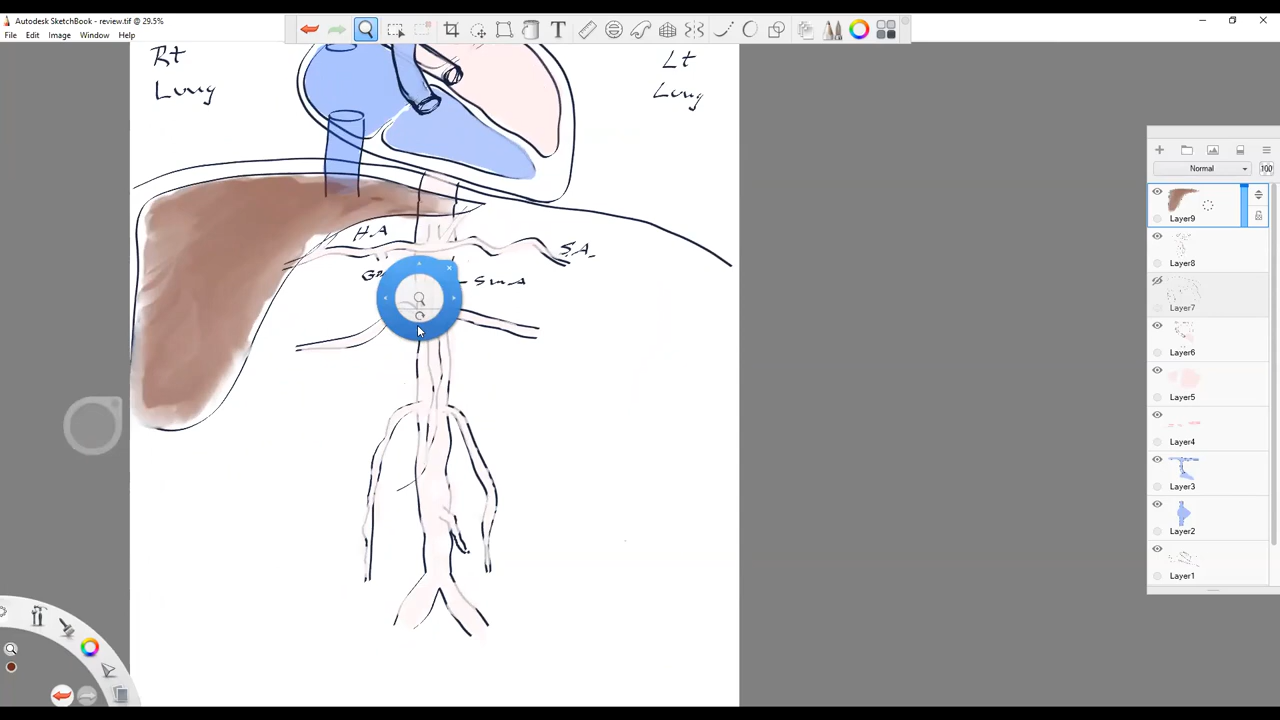 Autodesk SketchBook - review.tif @ 29.5%
File Edit Image Window Help
T
Rt
Lung
Lt
Lung
Normal
100
Layer9
HA
S.A.
SMA
Layer8
Layer7
Layer6
Layer5
Layer4
Layer3
Layer2
Layer1